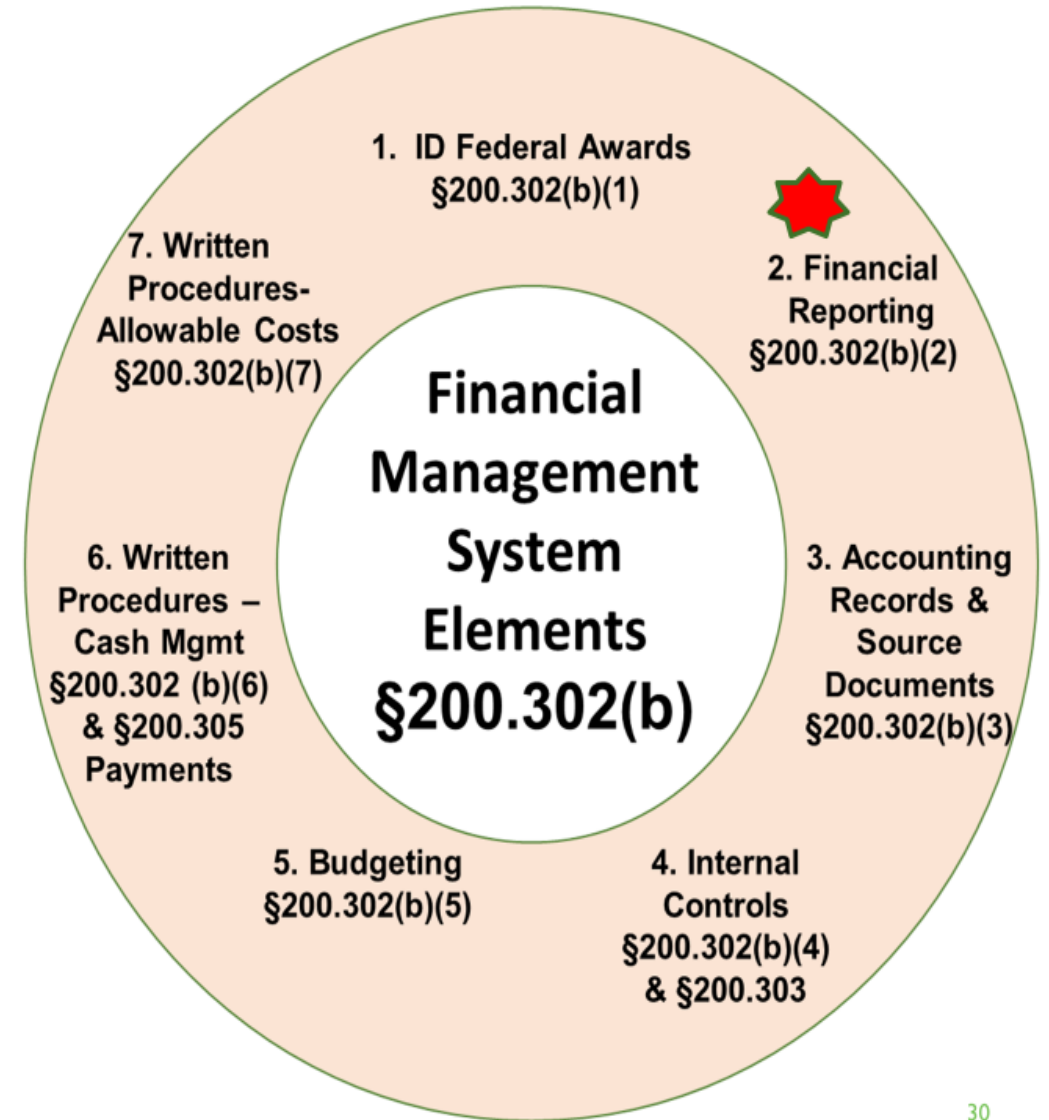 1. ID Federal Awards
§200.302(b)(1)
2. Financial
Reporting
§200.302(b)(2)
3. Accounting
Records &
Source
Documents
§200.302(b)(3)
4. Internal
Controls
§200.302(b)(4)
& §200.303
5. Budgeting
§200.302(b)(5)
6. Written
Procedures –
Cash Mgmt
§200.302 (b)(6)
& §200.305
Payments
7. Written
Procedures-
Allowable Costs
§200.302(b)(7)
Financial
Management
System
Elements
§200.302(b)
30